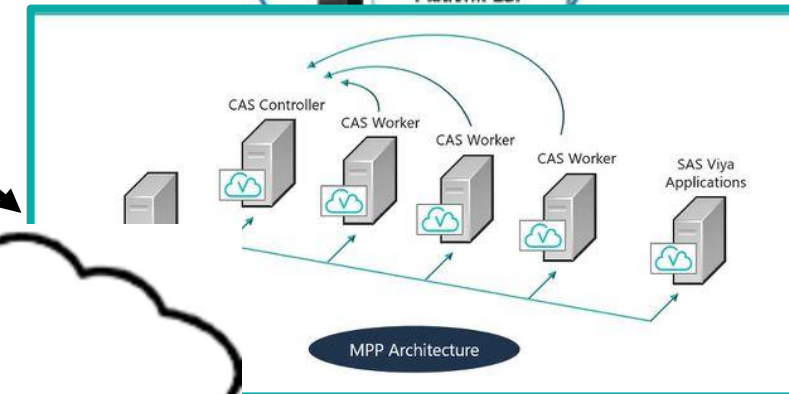 CAS Controller
CAS Worker
CAS Worker
CAS Worker
SAS Viya
Applications
MPP Architecture